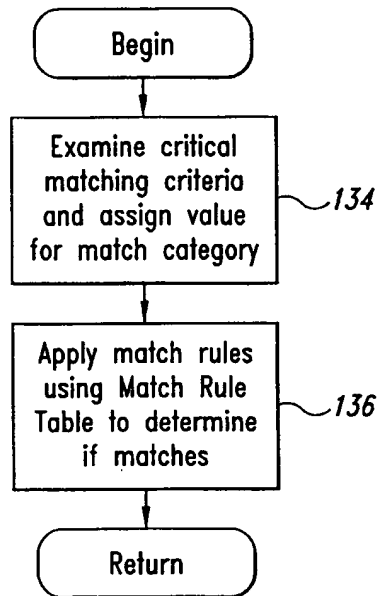 Begin
Examine critical
matching criteria
and assign value
for match category
134
Apply match rules
using Match Rule
Table to determine
if matches
136
Return